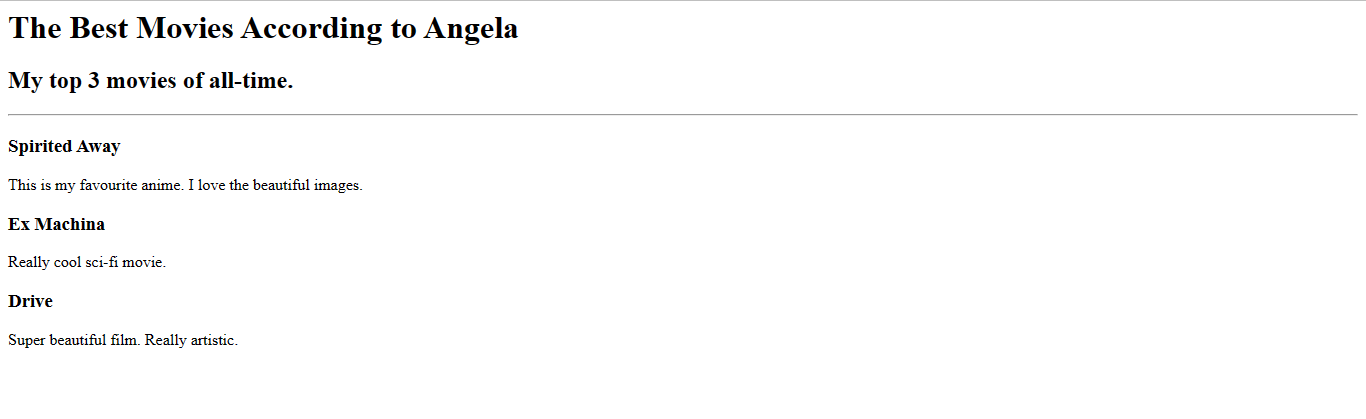 The Best Movies According to Angela
My top 3 movies of all-time.
Spirited Away
This is my favourite anime. I love the beautiful images.
Ex Machina
Really cool sci-fi movie.
Drive
Super beautiful film. Really artistic.